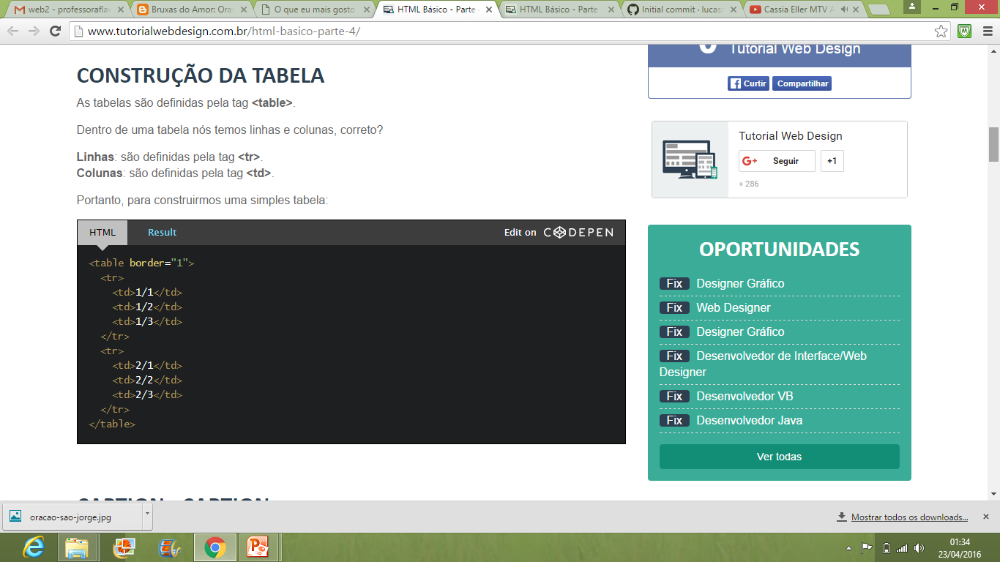 web2 - professoraflav
Bruxas do Amor: Ora
O que eu mais gosto
HTML Básico - Parte
HTML Básico - Parte
Initial commit · lucas
Cassia Eller MTV A
www.tutorialwebdesign.com.br/html-basico-parte-4/
CONSTRUÇÃO DA TABELA
As tabelas são definidas pela tag <table>.
Dentro de uma tabela nós temos linhas e colunas, correto?
Linhas: são definidas pela tag <tr>.
Colunas: são definidas pela tag <td>.
Portanto, para construirmos uma simples tabela:
HTML Result Edit on CODEPEN
<table border="1">
<tr>
<td>1/1</td>
<td>1/2</td>
<td>1/3</td>
</tr>
<tr>
<td>2/1</td>
<td>2/2</td>
<td>2/3</td>
</tr>
</table>
CAPTION - CAPTION
Tutorial Web Design
Curtir Compartilhar
Tutorial Web Design
G+ Seguir +1
+ 286
OPORTUNIDADES
Fix Designer Gráfico
Fix Web Designer
Fix Designer Gráfico
Fix Desenvolvedor de Interface/Web
Designer
Fix Desenvolvedor VB
Fix Desenvolvedor Java
Ver todas
oracao-sao-jorge.jpg
Mostrar todos os downloads...
01:34
23/04/2016